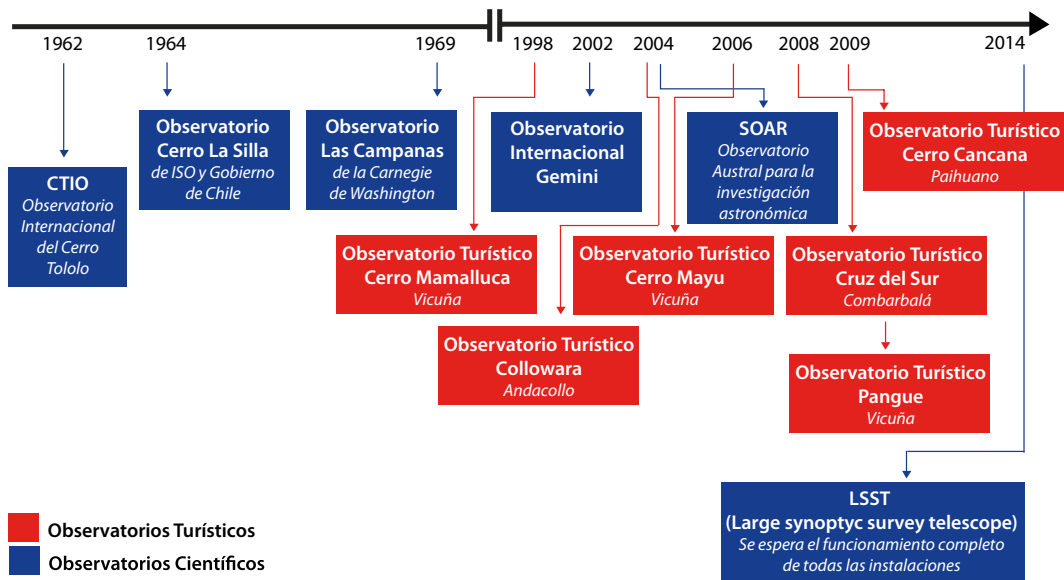 1962
1964
1969
1998
2002
2004
2006
2008
2009
2014
CTIO
Observatorio
Internacional
del Cerro
Tololo
Observatorio
Cerro La Silla
de ISO y Gobierno
de Chile
Observatorio
Las Campanas
de la Carnegie
de Washington
Observatorio
Internacional
Gemini
SOAR
Observatorio
Austral para la
investigación
astronómica
Observatorio Turístico
Cerro Cancana
Paihuano
Observatorio Turístico
Cerro Mamalluca
Vicuña
Observatorio Turístico
Cerro Mayu
Vicuña
Observatorio Turístico
Cruz del Sur
Combarbalá
Observatorio Turístico
Collowara
Andacollo
Observatorio Turístico
Pangue
Vicuña
LSST
(Large synoptyc survey telescope)
Se espera el funcionamiento completo
de todas las instalaciones
Observatorios Turísticos
Observatorios Científicos